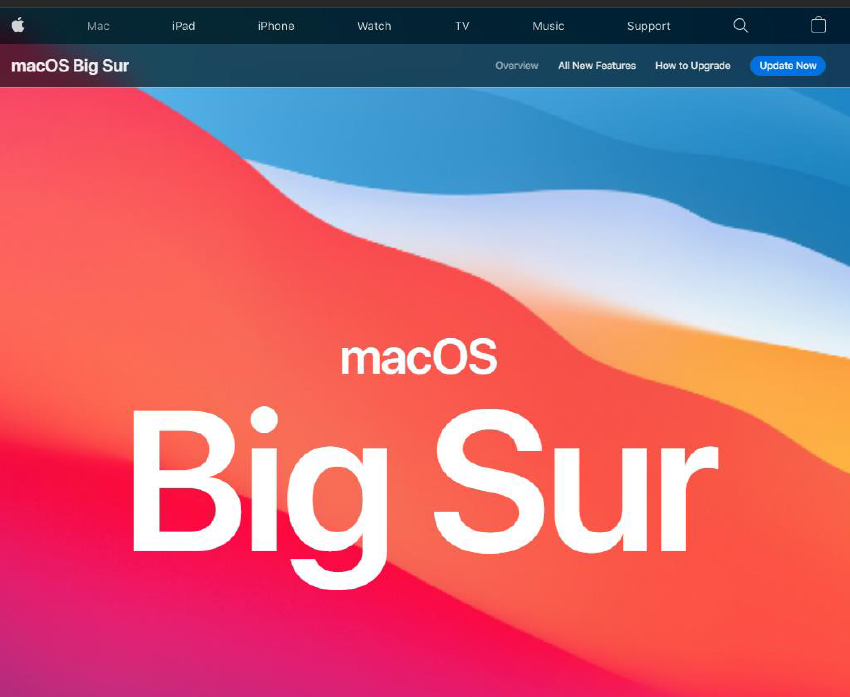 Mac iPad iPhone Watch TV Music Support
macOS Big Sur Overview All New Features How to Upgrade Update Now
macOS
Big Sur